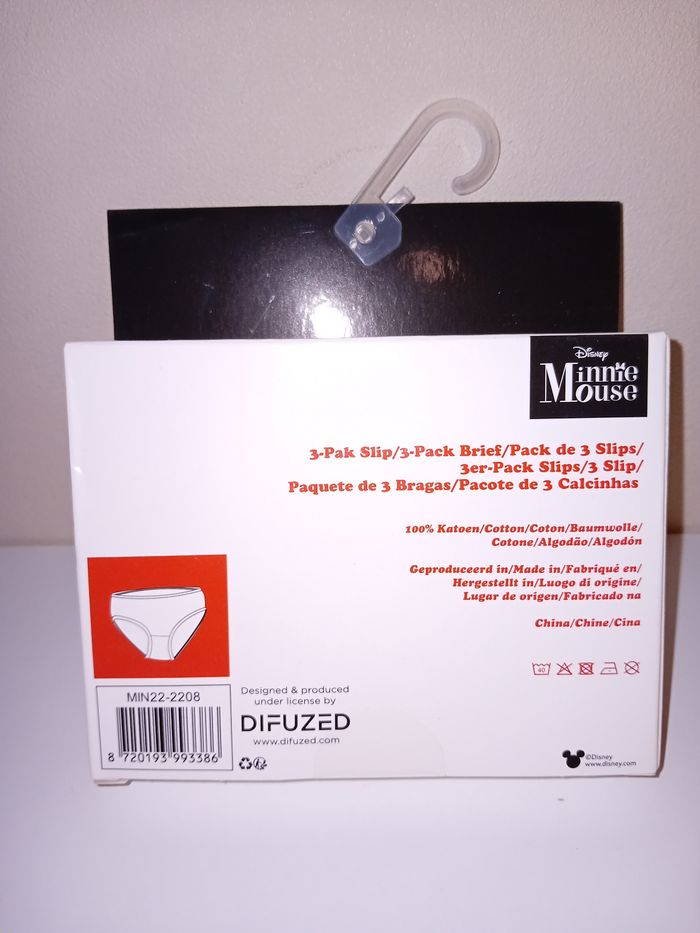 Disney
Minnie
Mouse
3-Pak Slip/3-Pack Brief/Pack de 3 Slips/
3er-Pack Slips/3 Slip/
Paquete de 3 Bragas/Pacote de 3 Calcinhas
100% Katoen/Cotton/Coton/Baumwolle/
Cotone/Algodão/Algodón
Geproduceerd in/Made in/Fabriqué en/
Hergestellt in/Luogo di origine/
Lugar de origen/Fabricado na
China/Chine/Cina
40
MIN22-2208
8 720193 993386
Designed & produced
under license by
DIFUZED
www.difuzed.com
©Disney
www.disney.com